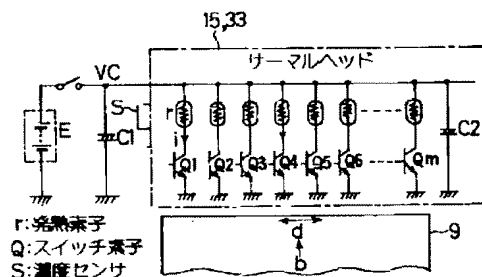 15,33
サーマルヘッド
VC
S
r
i
E
C1
C2
Q1
Q2
Q3
Q4
Q5
Q6
Qm
r:発熱素子
Q:スイッチ素子
S:濃度センサ
d
b
9